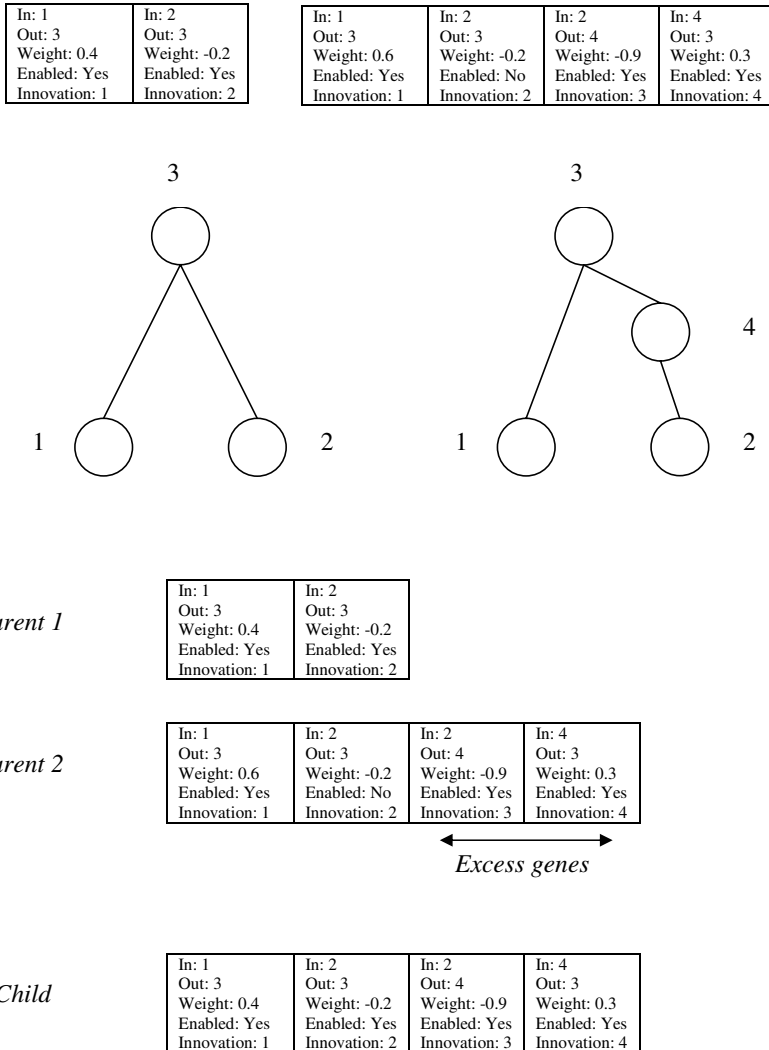 In: 1
Out: 3
Weight: 0.4
Enabled: Yes
Innovation: 1
In: 2
Out: 3
Weight: -0.2
Enabled: Yes
Innovation: 2
In: 1
Out: 3
Weight: 0.6
Enabled: Yes
Innovation: 1
In: 2
Out: 3
Weight: -0.2
Enabled: No
Innovation: 2
In: 2
Out: 4
Weight: -0.9
Enabled: Yes
Innovation: 3
In: 4
Out: 3
Weight: 0.3
Enabled: Yes
Innovation: 4
3
3
4
1
2
1
2
arent 1
In: 1
Out: 3
Weight: 0.4
Enabled: Yes
Innovation: 1
In: 2
Out: 3
Weight: -0.2
Enabled: Yes
Innovation: 2
arent 2
In: 1
Out: 3
Weight: 0.6
Enabled: Yes
Innovation: 1
In: 2
Out: 3
Weight: -0.2
Enabled: No
Innovation: 2
In: 2
Out: 4
Weight: -0.9
Enabled: Yes
Innovation: 3
In: 4
Out: 3
Weight: 0.3
Enabled: Yes
Innovation: 4
Excess genes
Child
In: 1
Out: 3
Weight: 0.4
Enabled: Yes
Innovation: 1
In: 2
Out: 3
Weight: -0.2
Enabled: Yes
Innovation: 2
In: 2
Out: 4
Weight: -0.9
Enabled: Yes
Innovation: 3
In: 4
Out: 3
Weight: 0.3
Enabled: Yes
Innovation: 4